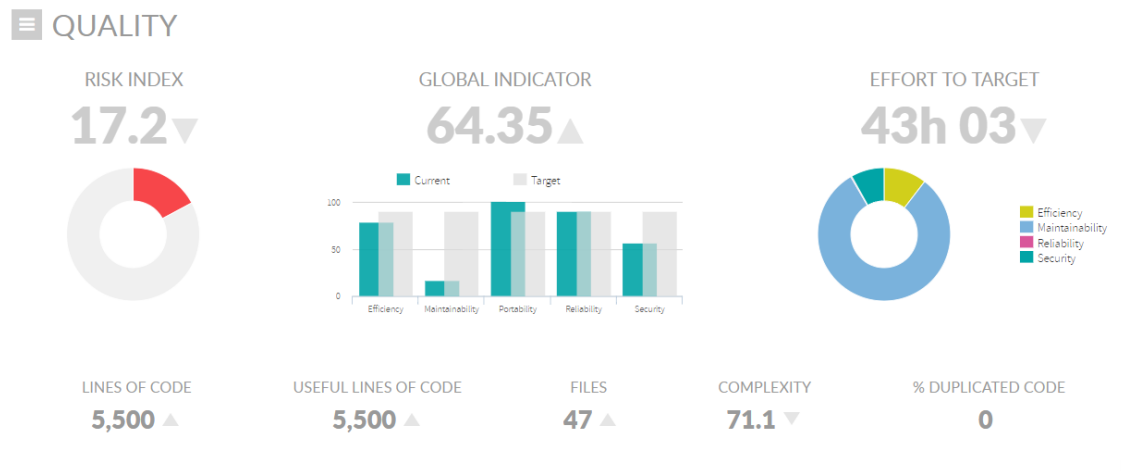 QUALITY
RISK INDEX
17.2
GLOBAL INDICATOR
64.35
EFFORT TO TARGET
43h 03
Current
Target
100
50
0
Efficiency
Maintainability
Portability
Reliability
Security
Efficiency
Maintainability
Reliability
Security
LINES OF CODE
5,500
USEFUL LINES OF CODE
5,500
FILES
47
COMPLEXITY
71.1
% DUPLICATED CODE
0